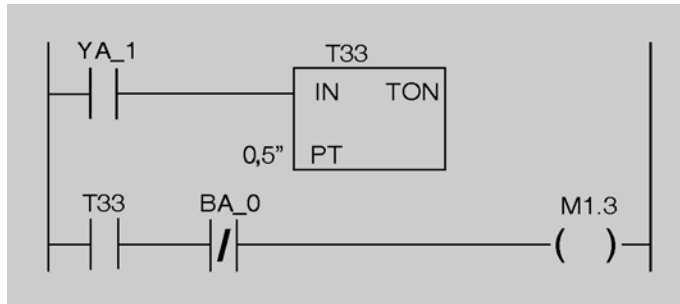 YA_1
T33
IN TON
0,5” PT
T33 BA_0 M1.3
( )